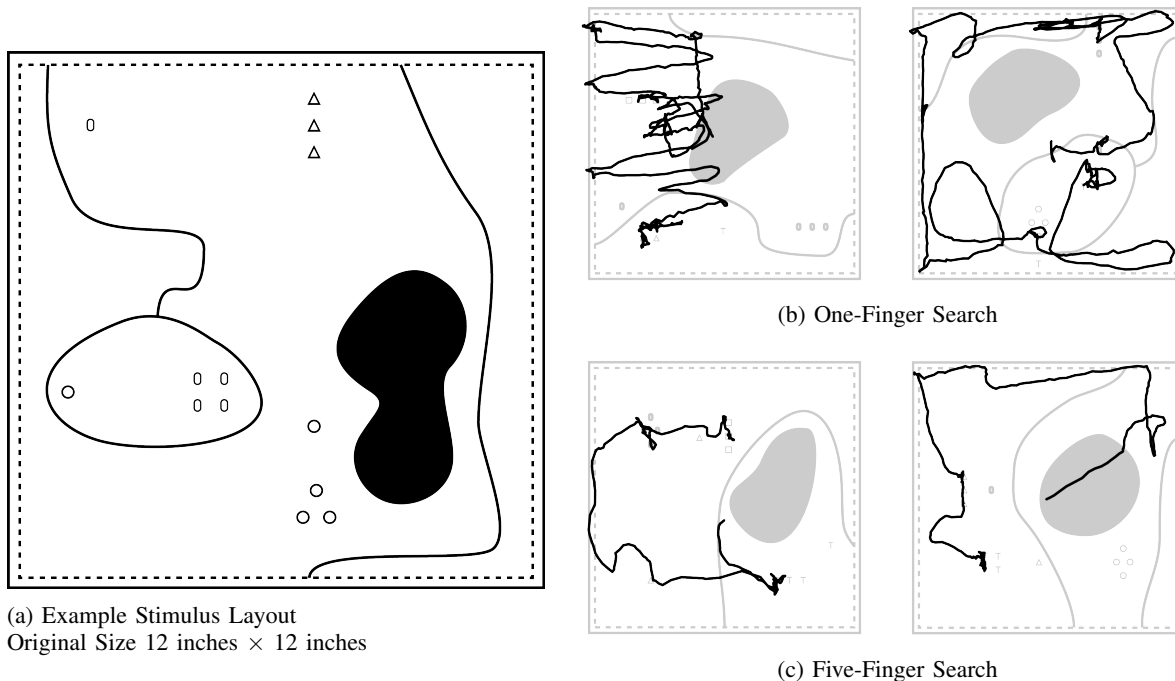 (a) Example Stimulus Layout
Original Size 12 inches × 12 inches
(b) One-Finger Search
(c) Five-Finger Search